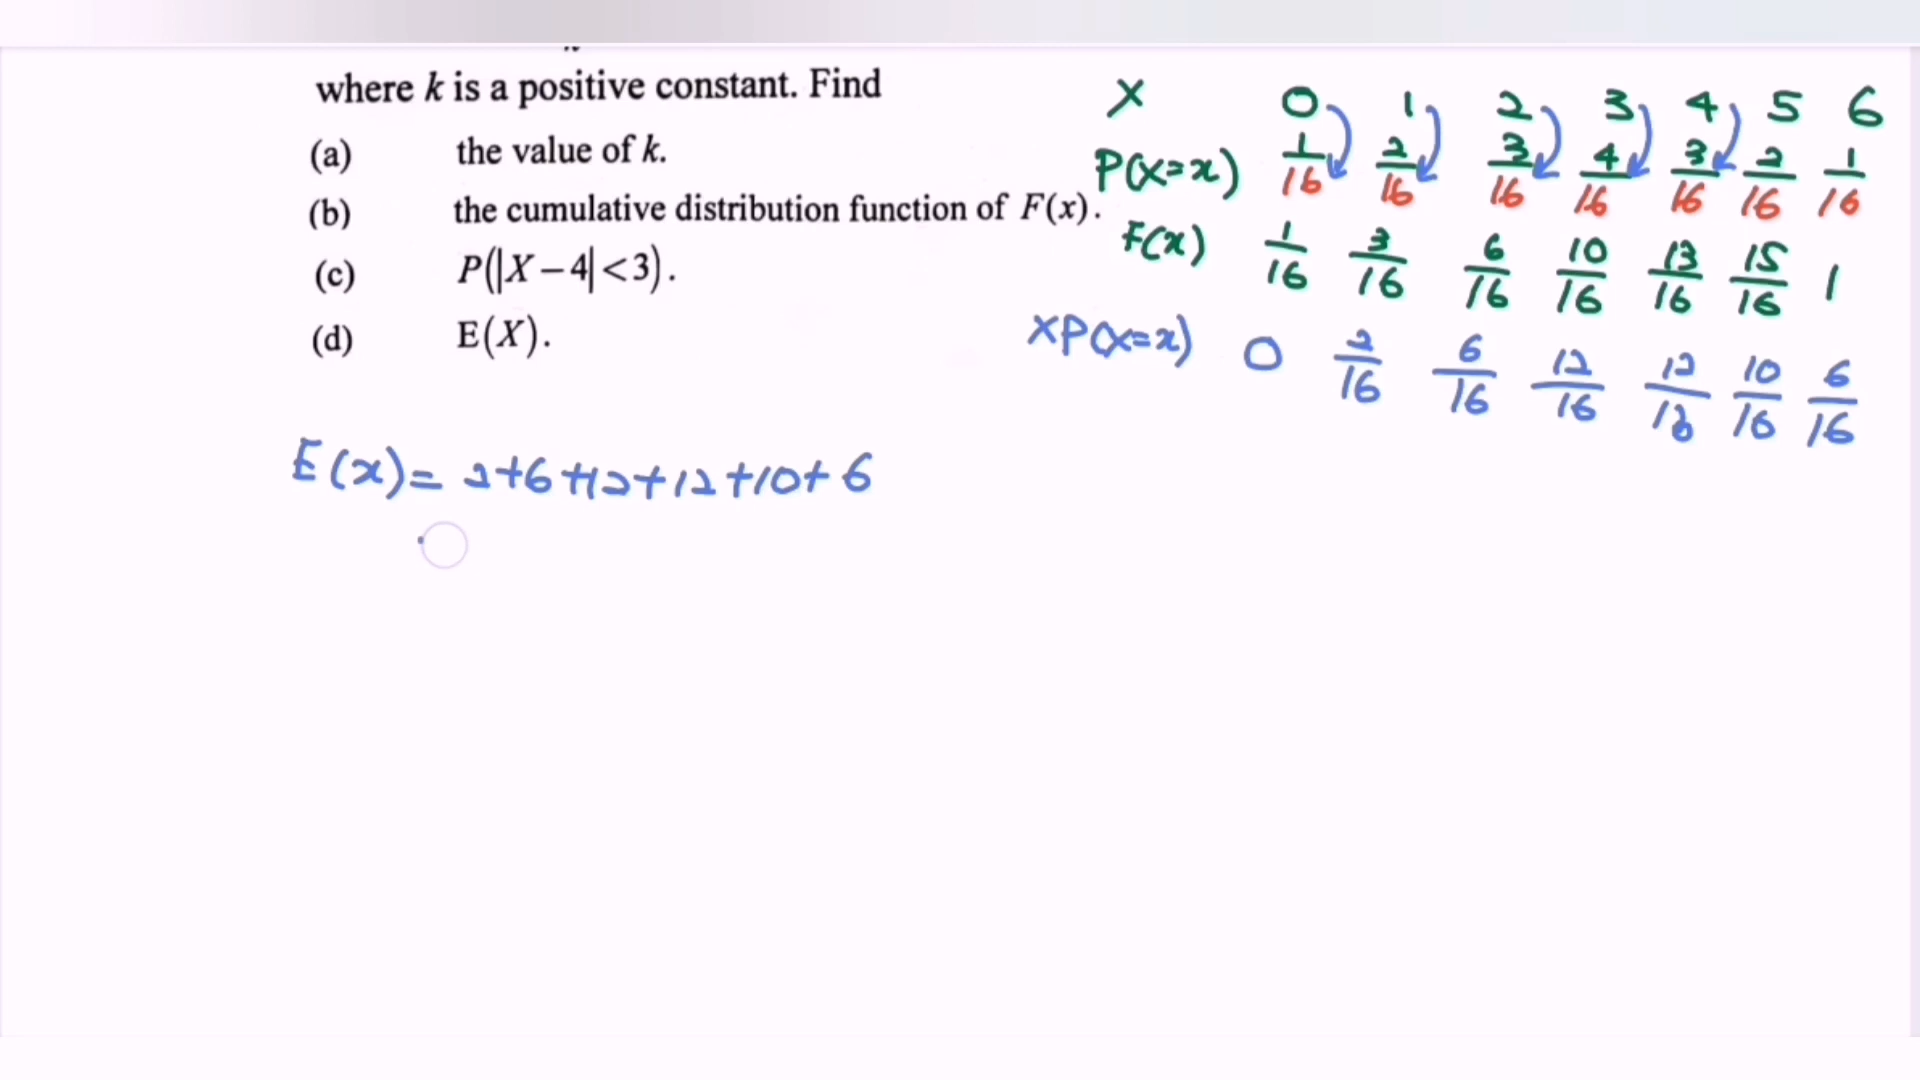 where k is a positive constant. Find
(a) the value of k.
(b) the cumulative distribution function of F(x).
(c) P(|X−4|<3).
(d) E(X).
X 0 1 2 3 4 5 6
P(X=x) 1/16 2/16 3/16 4/16 3/16 2/16 1/16
F(x) 1/16 3/16 6/16 10/16 13/16 15/16 1
XP(X=x) 0 2/16 6/16 12/16 12/16 10/16 6/16
E(x)= 2+6+12+12+10+6